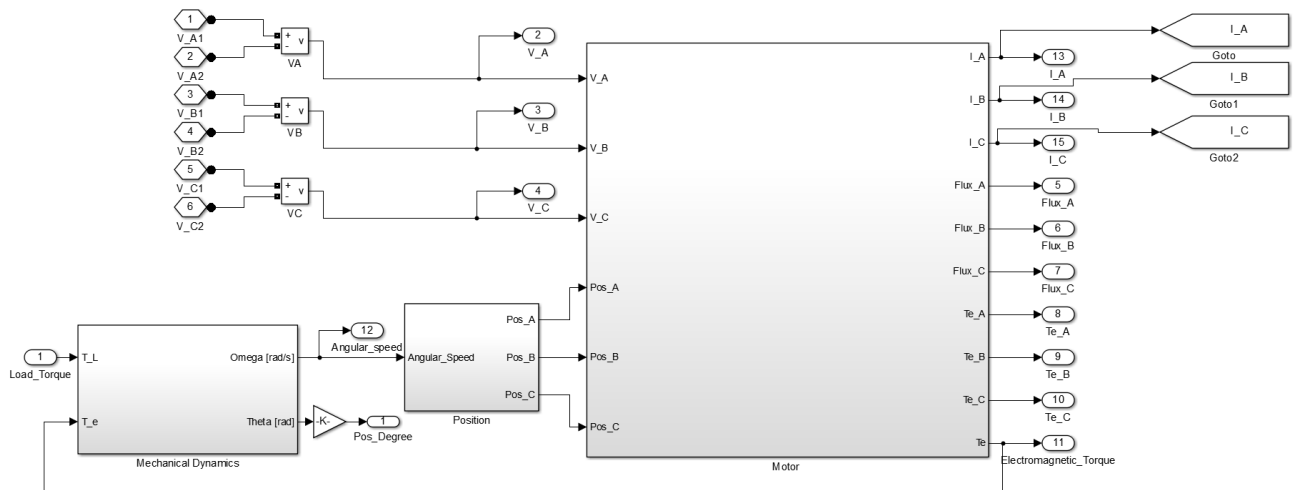 1
V_A1
2
V_A2
+
-
v
VA
2
V_A
3
V_B1
4
V_B2
+
-
v
VB
3
V_B
5
V_C1
6
V_C2
+
-
v
VC
4
V_C
1
Load_Torque
T_L
T_e
Omega [rad/s]
Theta [rad]
Mechanical Dynamics
12
Angular_speed
-K-
1
Pos_Degree
Angular_Speed
Pos_A
Pos_B
Pos_C
Position
V_A
V_B
V_C
Pos_A
Pos_B
Pos_C
I_A
I_B
I_C
Flux_A
Flux_B
Flux_C
Te_A
Te_B
Te_C
Te
Motor
I_A
Goto
13
I_A
I_B
Goto1
14
I_B
I_C
Goto2
15
I_C
5
Flux_A
6
Flux_B
7
Flux_C
8
Te_A
9
Te_B
10
Te_C
11
Electromagnetic_Torque